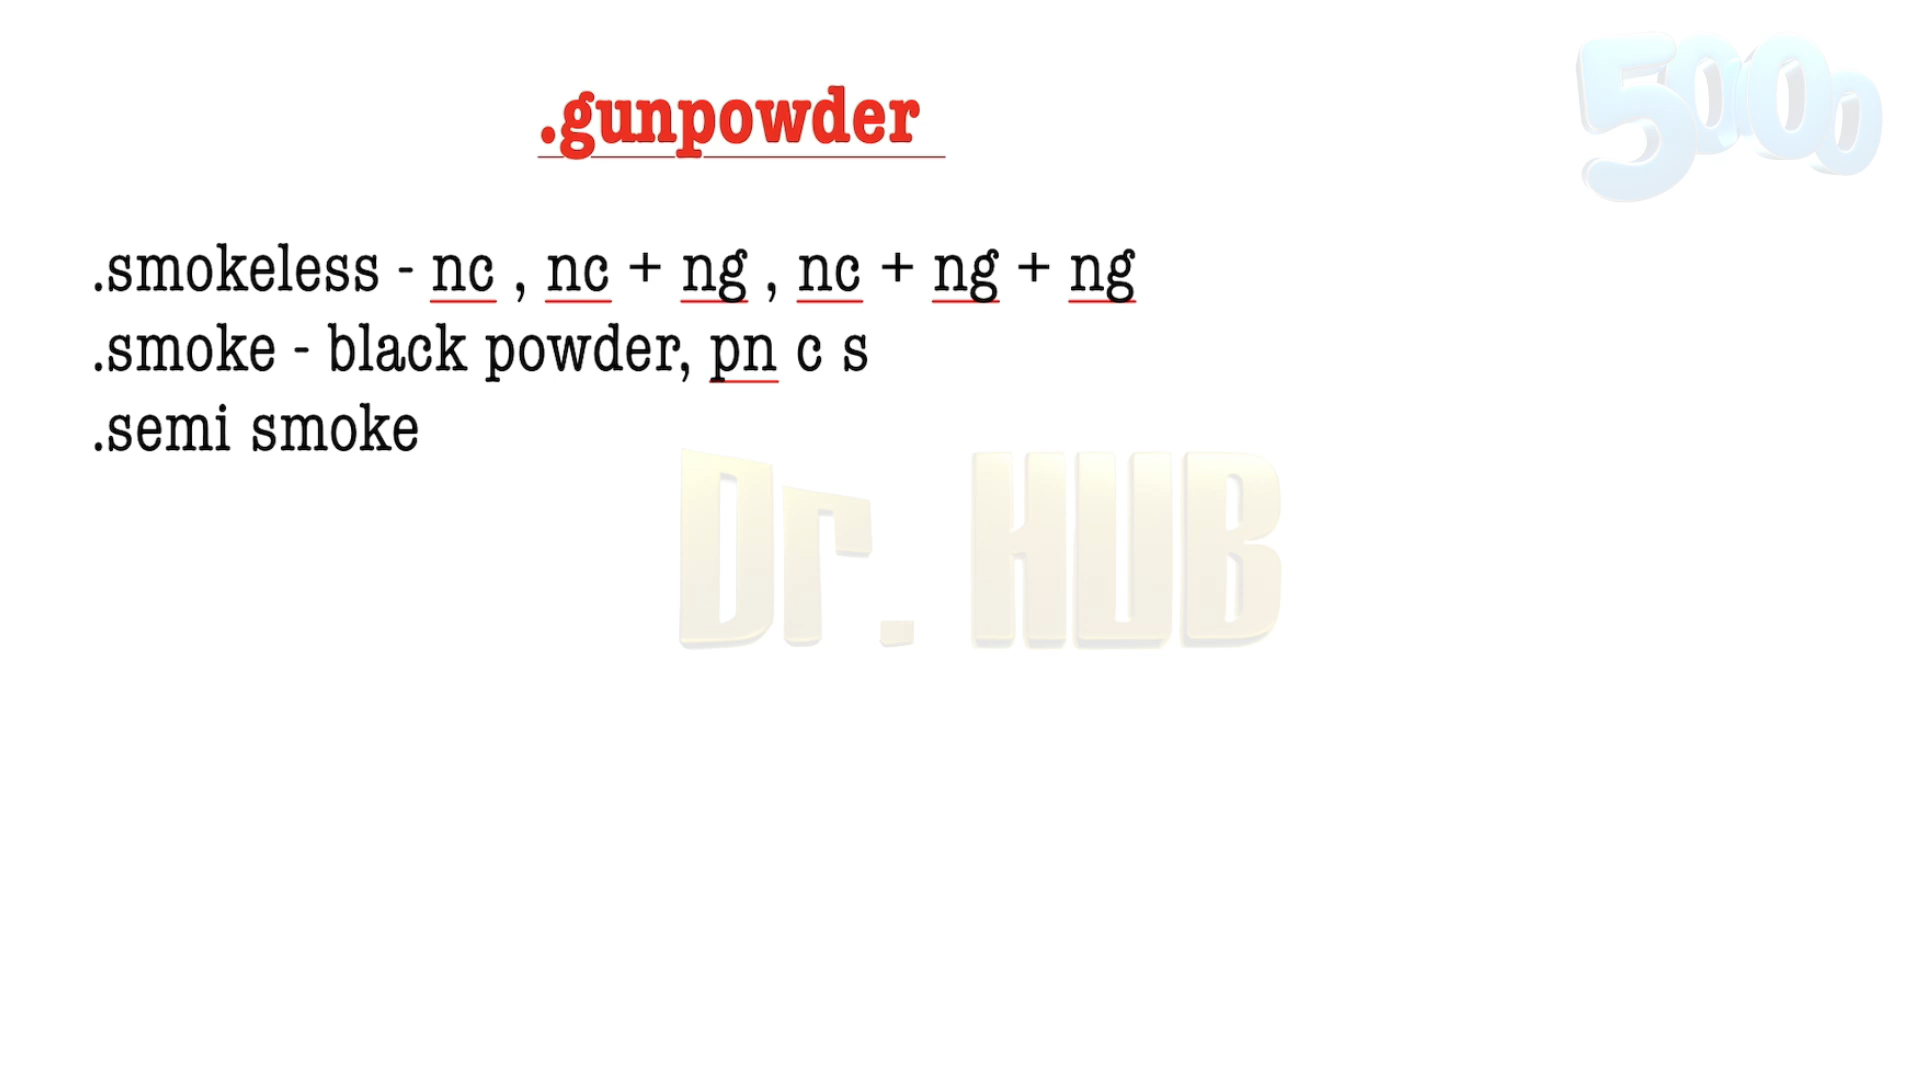 5000
.gunpowder
.smokeless - nc , nc + ng , nc + ng + ng
.smoke - black powder, pn c s
.semi smoke
Dr. HUB